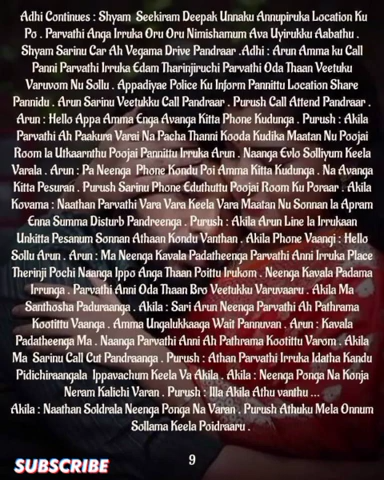 Adhi Continues : Shyam  Seekiram Deepak Unnaku Annupiruka Location Ku
Po . Parvathi Anga Irruka Oru Oru Nimishamum Ava Uyirukku Aabathu .
Shyam Sarinu Car Ah Vegama Drive Pandraar .Adhi : Arun Amma ku Call
Panni Parvathi Irruka Edam Tharinjiruchi Parvathi Oda Thaan Veetuku
Varuvom Nu Sollu . Appadiyae Police Ku Inform Pannittu Location Share
Pannidu . Arun Sarinu Veetukku Call Pandraar . Purush Call Attend Pandraar .
Arun : Hello Appa Amma Enga Avanga Kitta Phone Kudunga . Purush : Akila
Parvathi Ah Paakura Varai Na Pacha Thanni Kooda Kudika Maatan Nu Poojai
Room la Utkaarnthu Poojai Pannittu Irruka Arun . Naanga Evlo Solliyum Keela
Varala . Arun : Pa Neenga  Phone Kondu Poi Amma Kitta Kudunga . Na Avanga
Kitta Pesuran . Purush Sarinu Phone Eduthuttu Poojai Room Ku Poraar . Akila
Kovama : Naathan Parvathi Vara Vara Keela Vara Maatan Nu Sonnan la Apram
Enna Summa Disturb Pandreenga . Purush : Akila Arun Line la Irrukaan
Unkitta Pesanum Sonnan Athaan Kondu Vanthan . Akila Phone Vaangi : Hello
Sollu Arun . Arun : Ma Neenga Kavala Padatheenga Parvathi Anni Irruka Place
Therinji Pochi Naanga Ippo Anga Thaan Poittu Irukom . Neenga Kavala Padama
Irrunga . Parvathi Anni Oda Thaan Bro Veetukku Varuvaaru . Akila Ma
Santhosha Paduraanga . Akila : Sari Arun Neenga Parvathi Ah Pathrama
Kootittu Vaanga . Amma Ungalukkaaga Wait Pannuvan . Arun : Kavala
Padatheenga Ma . Naanga Parvathi Anni Ah Pathrama Kootittu Varom . Akila
Ma  Sarinu Call Cut Pandraanga . Purush : Athan Parvathi Irruka Idatha Kandu
Pidichiraangala  Ippavachum Keela Va Akila . Akila : Neenga Ponga Na Konja
Neram Kalichi Varan . Purush : Illa Akila Athu vanthu ...
Akila : Naathan Soldrala Neenga Ponga Na Varan . Purush Athuku Mela Onnum
Sollama Keela Poidraaru .
SUBSCRIBE
9